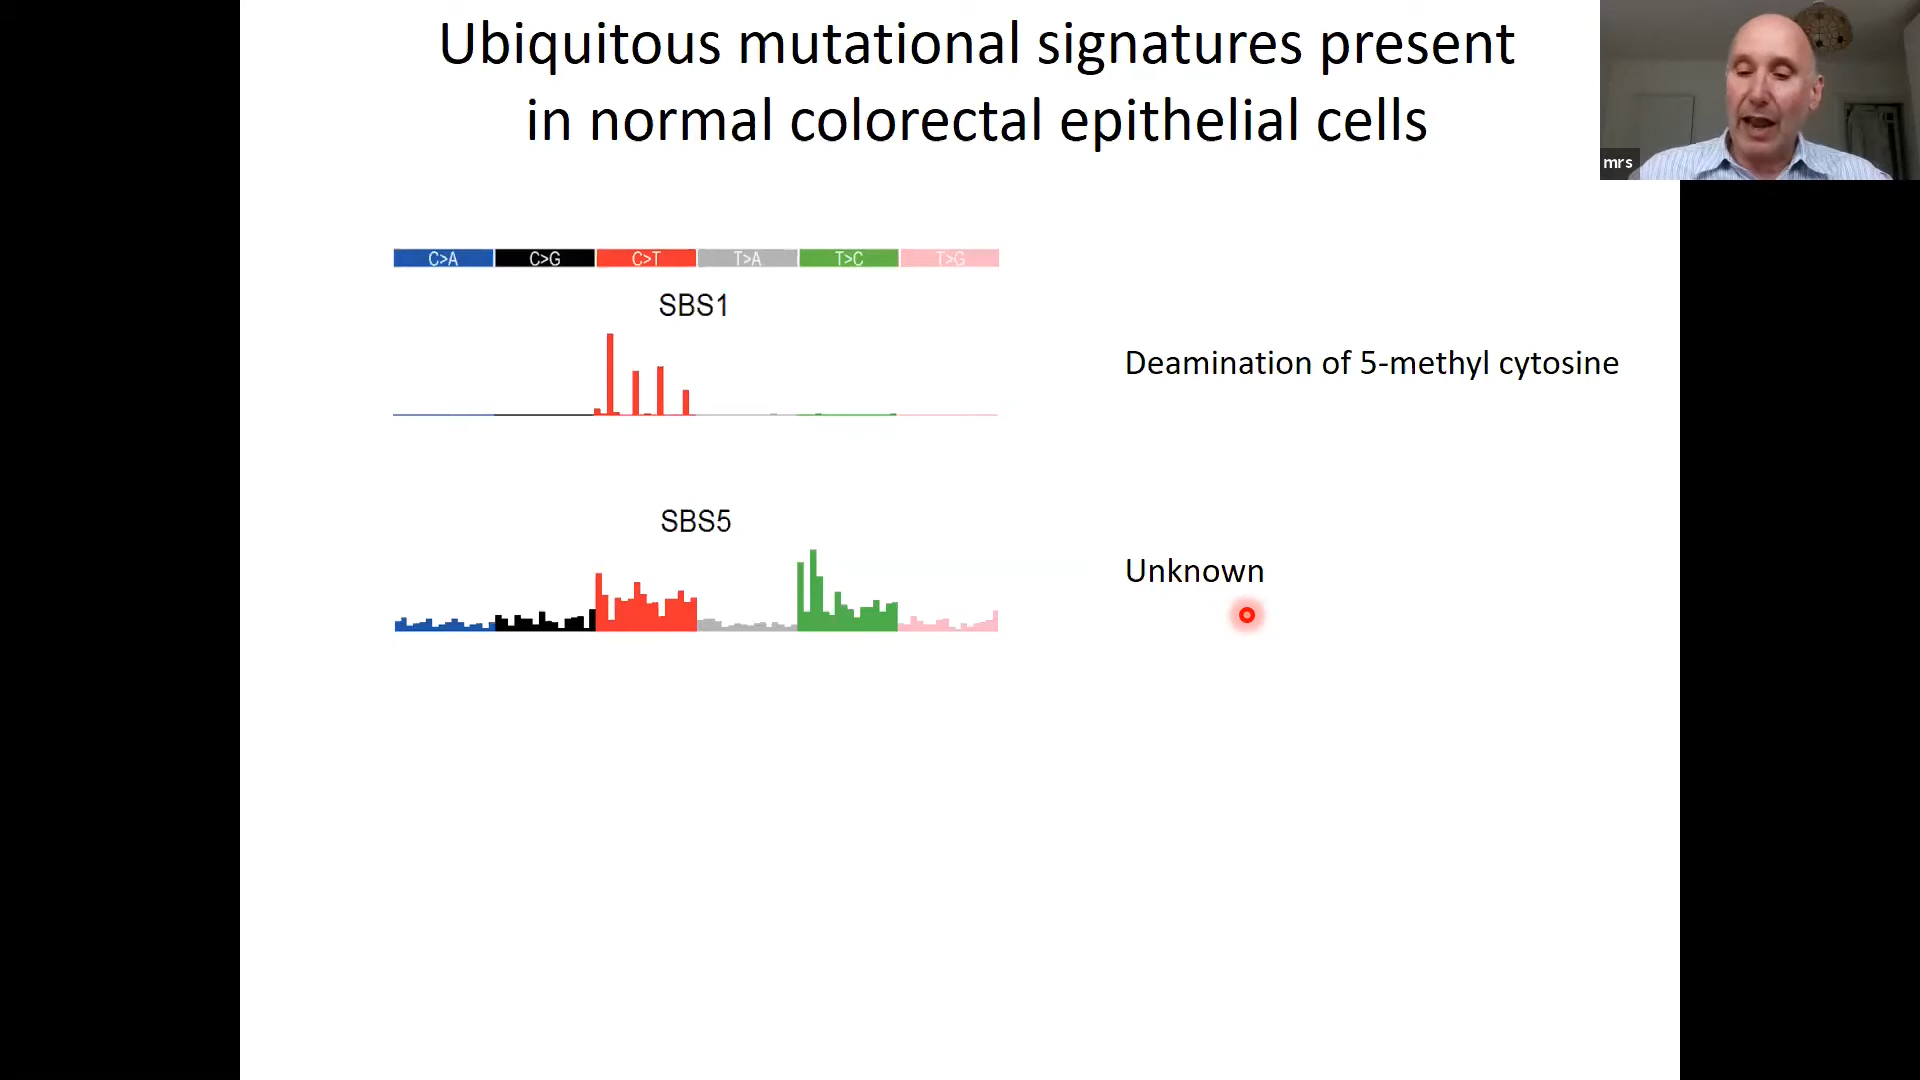 Ubiquitous mutational signatures present
in normal colorectal epithelial cells
mrs
C>A C>G C>T T>A T>C T>G
SBS1
Deamination of 5-methyl cytosine
SBS5
Unknown